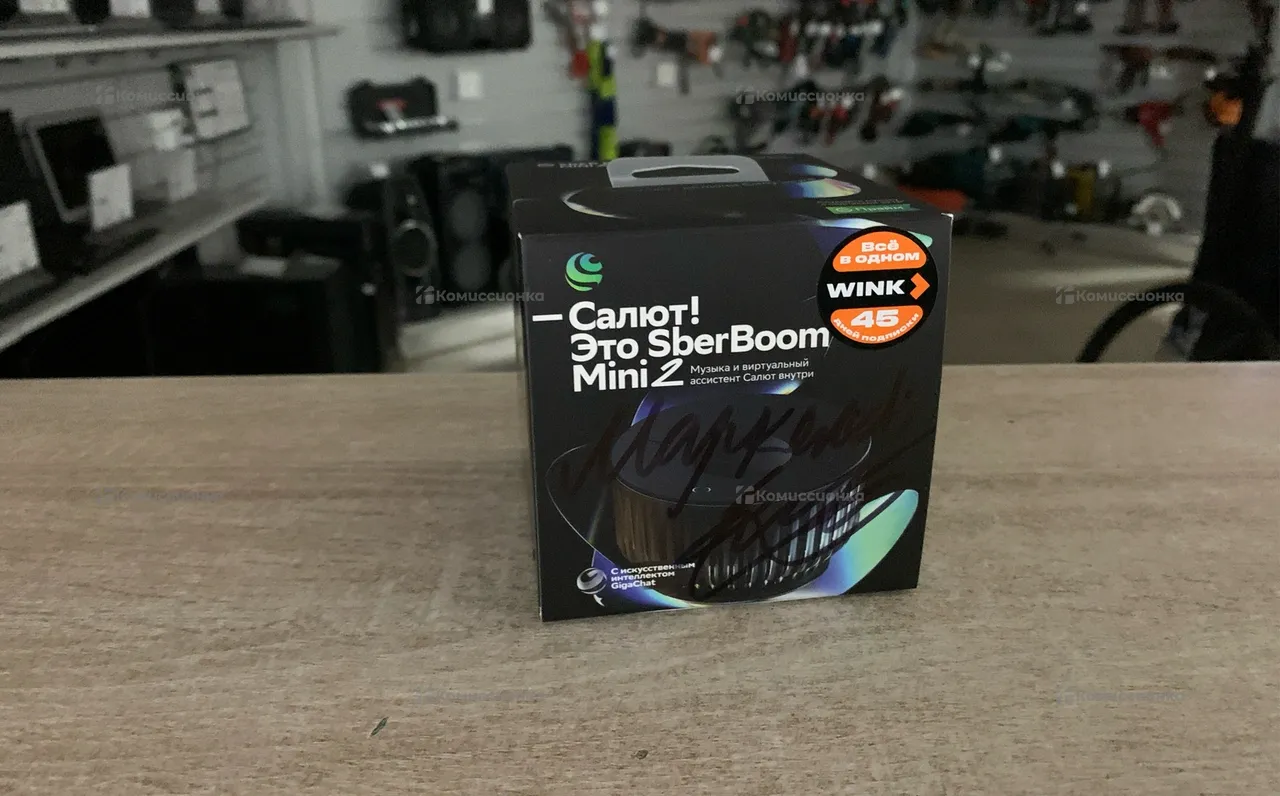 Комиссионка
Комиссионка
Всё
в одном
WINK
45
дней подписки
Комиссионка
Комиссионка
— Салют!
Это SberBoom
Mini 2
Музыка и виртуальный
ассистент Салют внутри
Комиссионка
С искусственным
интеллектом
GigaChat